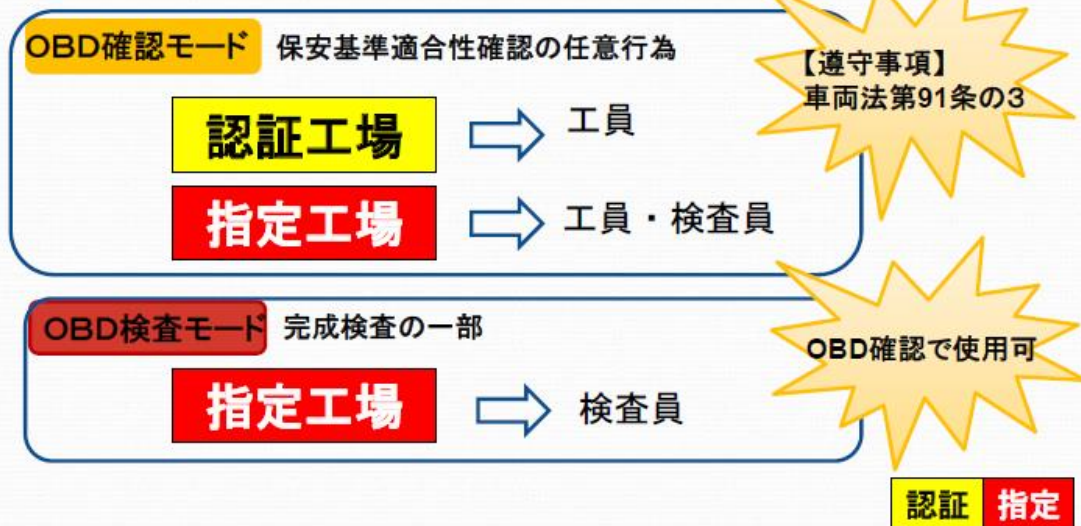 OBD確認モード 保安基準適合性確認の任意行為
【遵守事項】
車両法第91条の3
認証工場 工員
指定工場 工員・検査員
OBD検査モード 完成検査の一部
OBD確認で使用可
指定工場 検査員
認証 指定